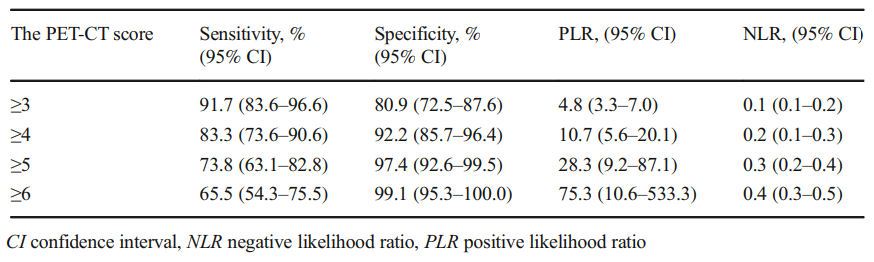 The PET-CT score Sensitivity, % Specificity, % PLR, (95% CI) NLR, (95% CI)
(95% CI) (95% CI)
≥3 91.7 (83.6–96.6) 80.9 (72.5–87.6) 4.8 (3.3–7.0) 0.1 (0.1–0.2)
≥4 83.3 (73.6–90.6) 92.2 (85.7–96.4) 10.7 (5.6–20.1) 0.2 (0.1–0.3)
≥5 73.8 (63.1–82.8) 97.4 (92.6–99.5) 28.3 (9.2–87.1) 0.3 (0.2–0.4)
≥6 65.5 (54.3–75.5) 99.1 (95.3–100.0) 75.3 (10.6–533.3) 0.4 (0.3–0.5)
CI confidence interval, NLR negative likelihood ratio, PLR positive likelihood ratio